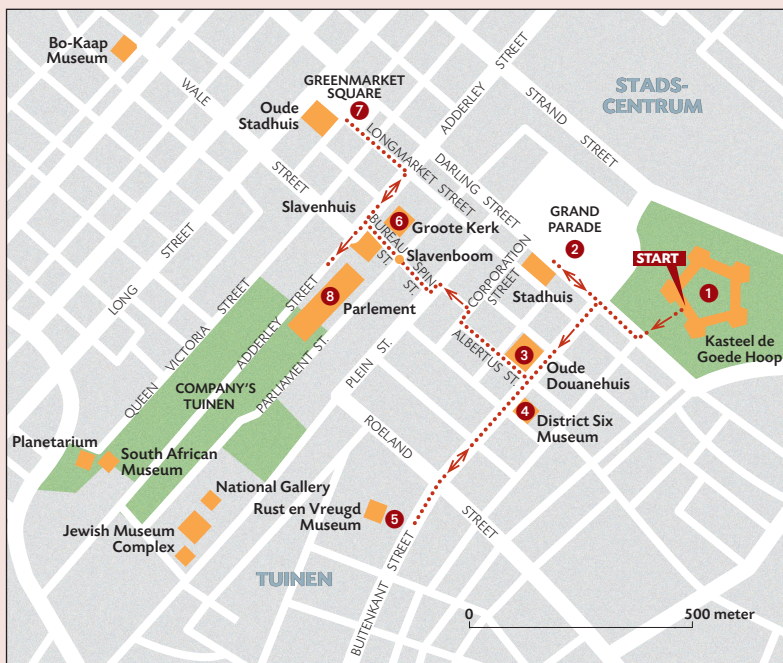 Bo-Kaap
Museum
WALE
STREET
GREENMARKET
SQUARE
7
Oude
Stadhuis
ADDERLEY STREET
STADS-
CENTRUM
STRAND STREET
LONGMARKET STREET
DARLING STREET
Slavenhuis
6
Groote Kerk
BUREAU ST.
SPIN ST.
Slavenboom
CORPORATION
STREET
GRAND
PARADE
2
START
1
Stadhuis
Kasteel de
Goede Hoop
LONG STREET
QUEEN VICTORIA STREET
ADDERLEY STREET
8
Parlement
PARLIAMENT ST.
PLEIN ST.
ALBERTUS ST.
3
Oude
Douanehuis
4
District Six
Museum
COMPANY'S
TUINEN
ROELAND
STREET
Planetarium
South African
Museum
National Gallery
Rust en Vreugd
Museum
5
Jewish Museum
Complex
TUINEN
BUITENKANT STREET
0
500 meter